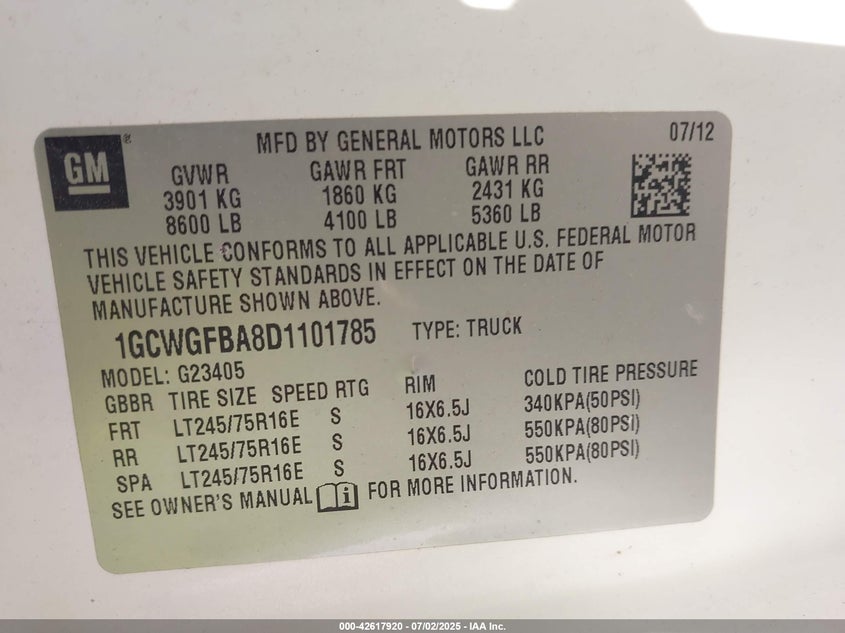 GM ®
MFD BY GENERAL MOTORS LLC 07/12
GVWR GAWR FRT GAWR RR
3901 KG 1860 KG 2431 KG
8600 LB 4100 LB 5360 LB
THIS VEHICLE CONFORMS TO ALL APPLICABLE U.S. FEDERAL MOTOR
VEHICLE SAFETY STANDARDS IN EFFECT ON THE DATE OF
MANUFACTURE SHOWN ABOVE.
1GCWGFBA8D1101785 TYPE: TRUCK
MODEL: G23405
GBBR TIRE SIZE SPEED RTG RIM COLD TIRE PRESSURE
FRT LT245/75R16E S 16X6.5J 340KPA(50PSI)
RR LT245/75R16E S 16X6.5J 550KPA(80PSI)
SPA LT245/75R16E S 16X6.5J 550KPA(80PSI)
SEE OWNER'S MANUAL FOR MORE INFORMATION.
000-42617920 - 07/02/2025 - IAA Inc.